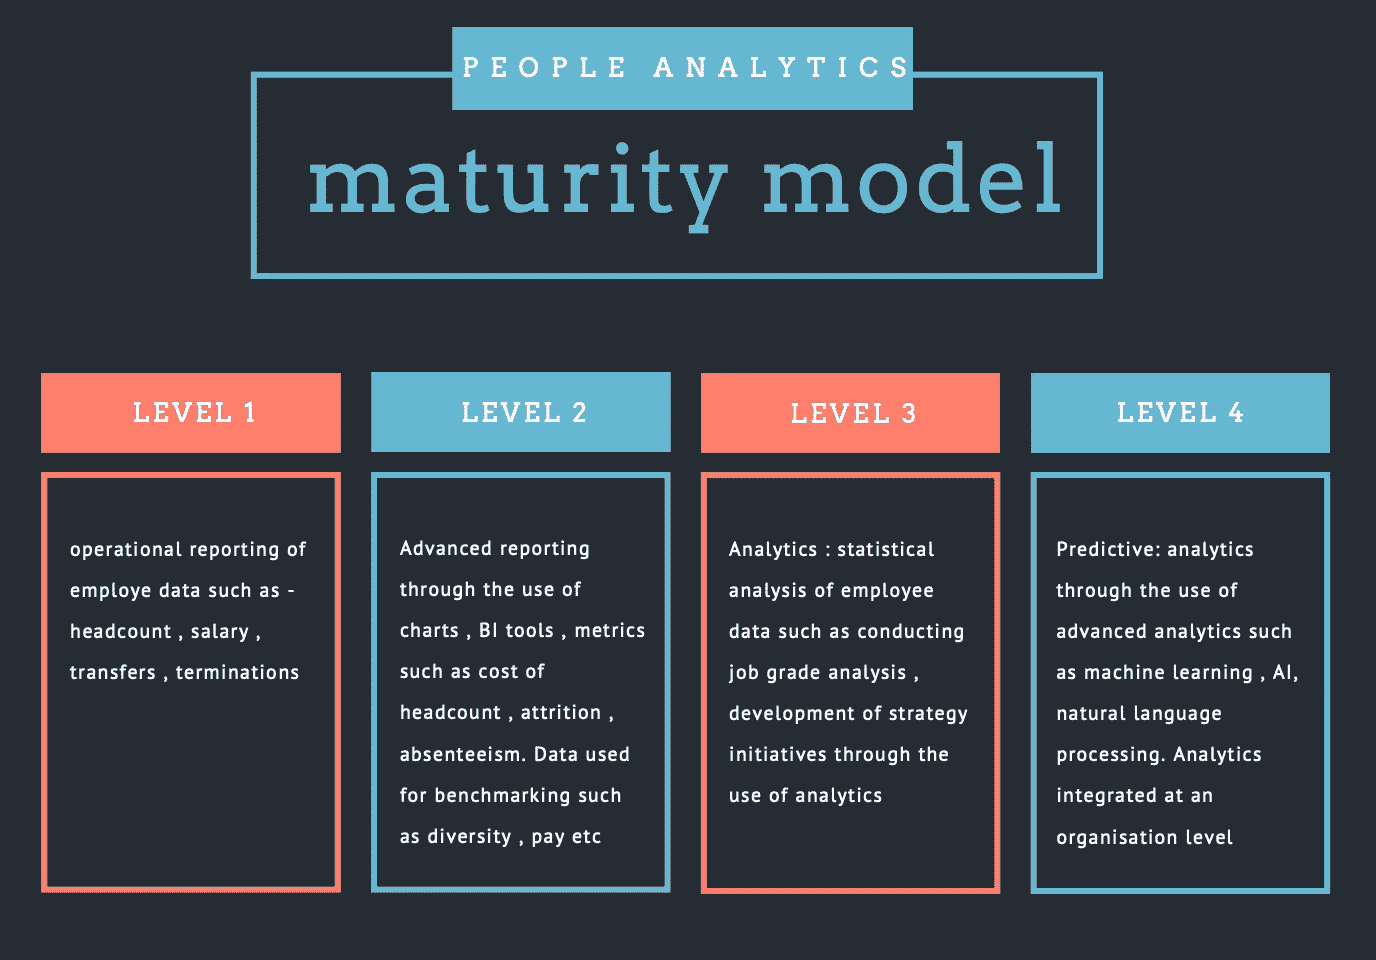 PEOPLE ANALYTICS
maturity model
LEVEL 1
operational reporting of
employe data such as -
headcount , salary ,
transfers , terminations
LEVEL 2
Advanced reporting
through the use of
charts , BI tools , metrics
such as cost of
headcount , attrition ,
absenteeism. Data used
for benchmarking such
as diversity , pay etc
LEVEL 3
Analytics : statistical
analysis of employee
data such as conducting
job grade analysis ,
development of strategy
initiatives through the
use of analytics
LEVEL 4
Predictive: analytics
through the use of
advanced analytics such
as machine learning , AI,
natural language
processing. Analytics
integrated at an
organisation level